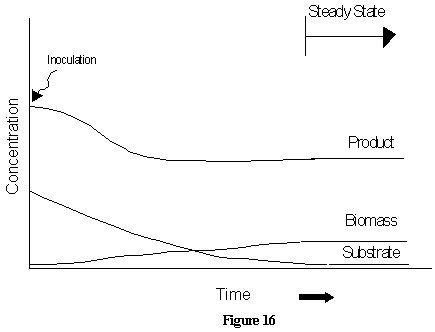 Steady State
Inoculation
Concentration
Product
Biomass
Substrate
Time
Figure 16